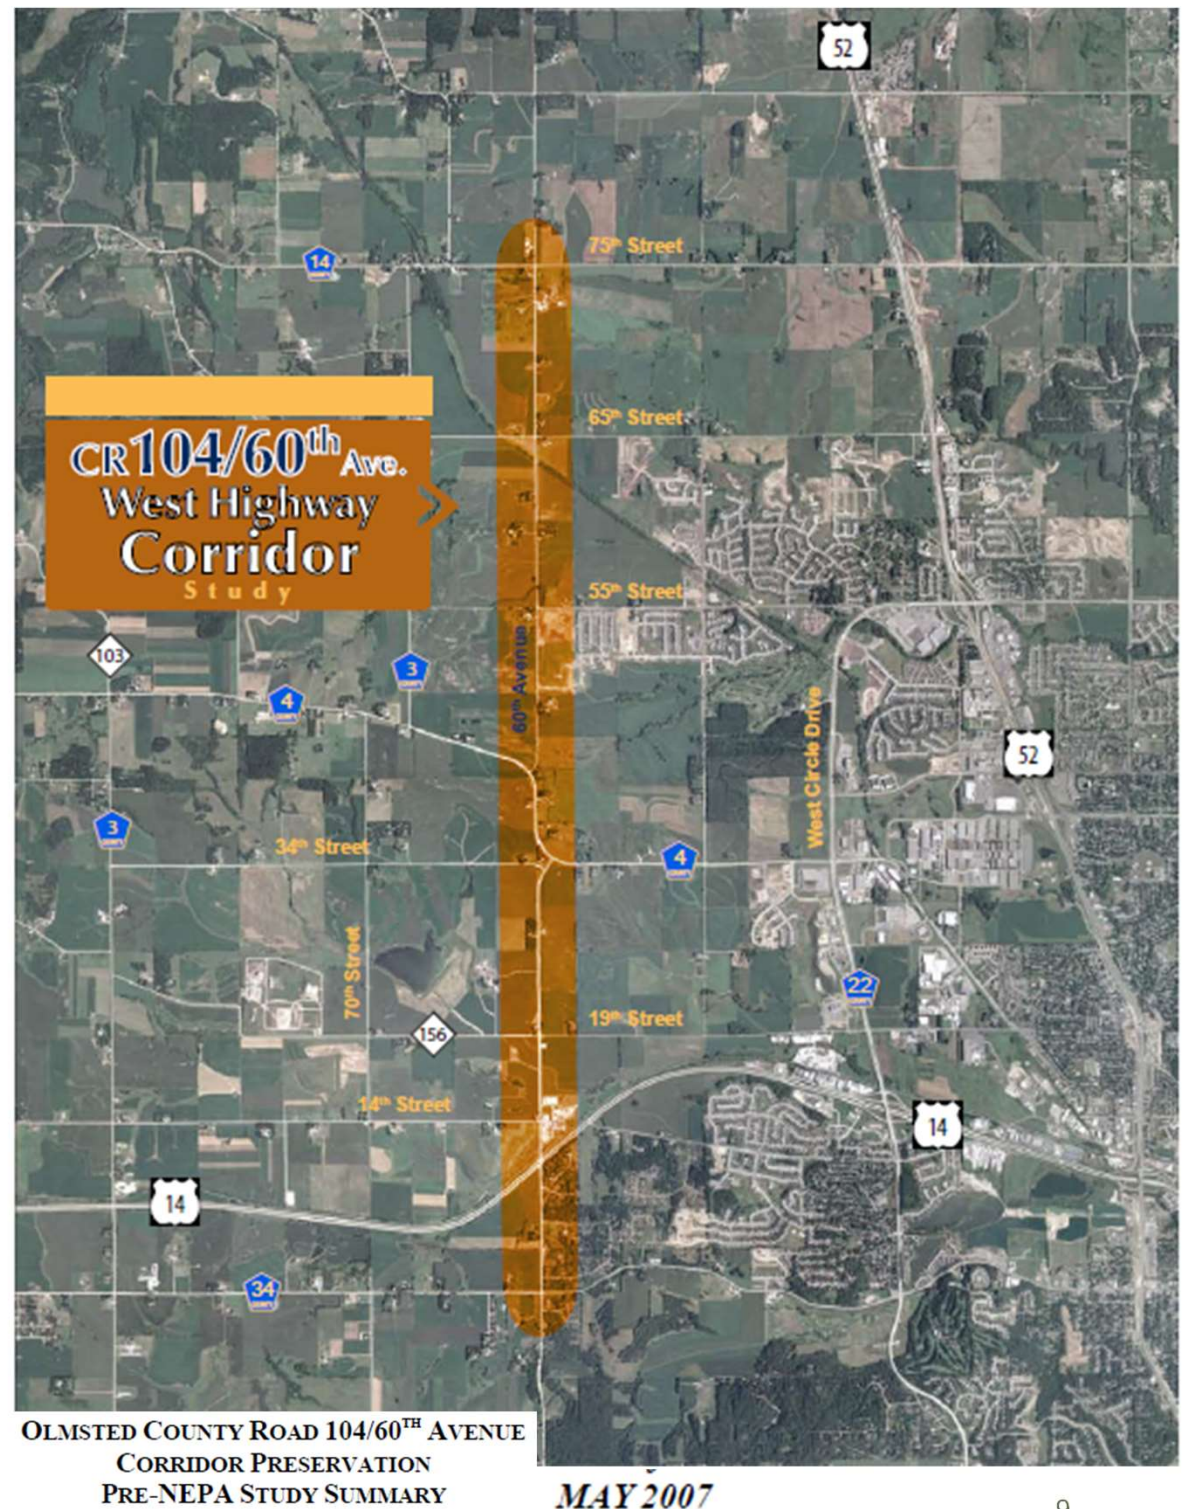 52
75th Street
14
65th Street
CR 104/60th Ave.
West Highway
Corridor
Study
55th Street
103
3
4
60th Avenue
West Circle Drive
52
3
34th Street
4
70th Street
22
19th Street
156
14th Street
14
14
34
OLMSTED COUNTY ROAD 104/60TH AVENUE
CORRIDOR PRESERVATION
PRE-NEPA STUDY SUMMARY
MAY 2007